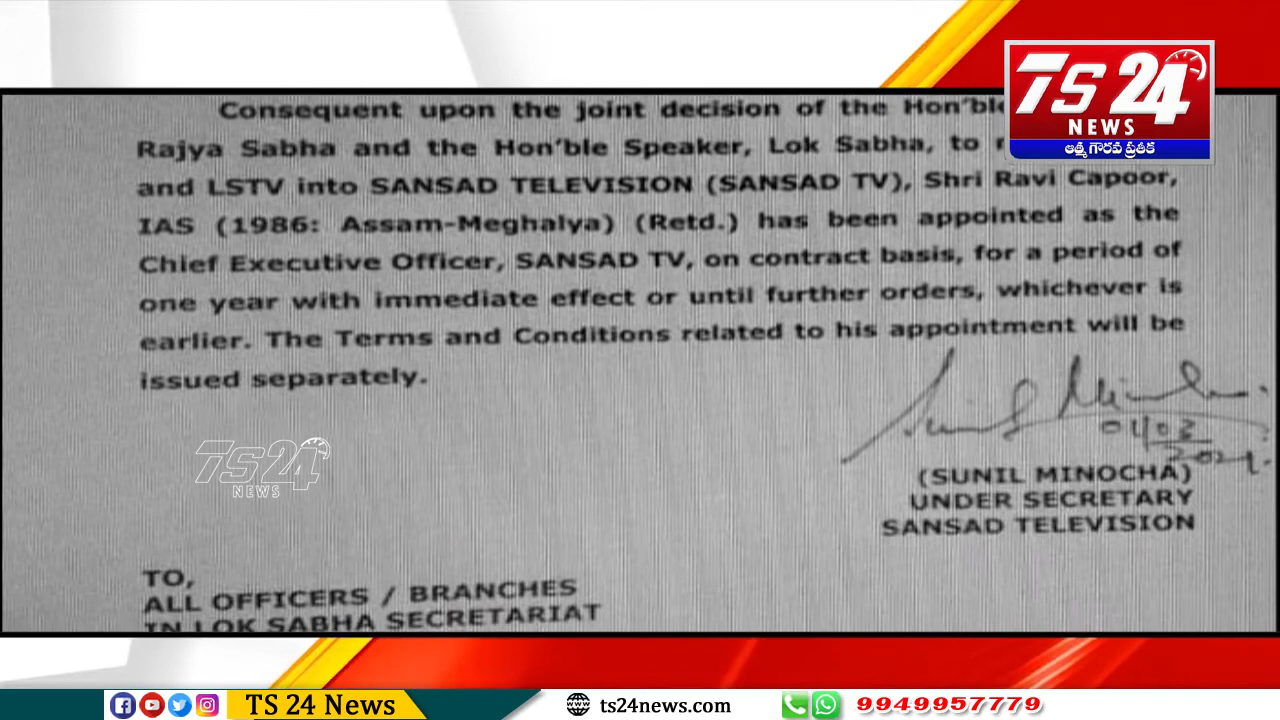 TS 24
NEWS
ఆత్మ గౌరవ ప్రతీక
Consequent upon the joint decision of the Hon'ble
Rajya Sabha and the Hon'ble Speaker, Lok Sabha, to
and LSTV into SANSAD TELEVISION (SANSAD TV), Shri Ravi Capoor,
IAS (1986: Assam-Meghalya) (Retd.) has been appointed as the
Chief Executive Officer, SANSAD TV, on contract basis, for a period of
one year with immediate effect or until further orders, whichever is
earlier. The Terms and Conditions related to his appointment will be
issued separately.
01/03
2021.
TS 24
NEWS
(SUNIL MINOCHA)
UNDER SECRETARY
SANSAD TELEVISION
TO,
ALL OFFICERS / BRANCHES
IN LOK SABHA SECRETARIAT
TS 24 News
ts24news.com
9949957779